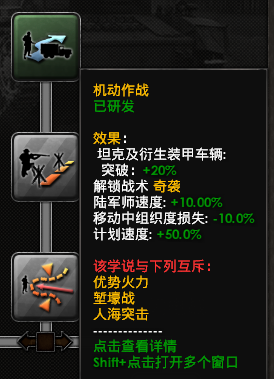 机动作战
已研发
效果:
坦克及衍生装甲车辆:
突破: +20%
解锁战术 奇袭
陆军师速度: +10.00%
移动中组织度损失: -10.0%
计划速度: +50.0%
该学说与下列互斥:
优势火力
堑壕战
人海突击
--------------
点击查看详情
Shift+点击打开多个窗口